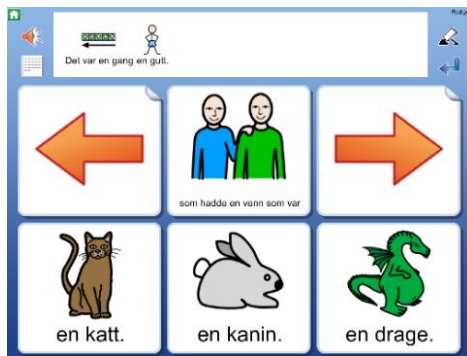 Det var en gang en gutt.
som hadde en venn som var
en katt.
en kanin.
en drage.